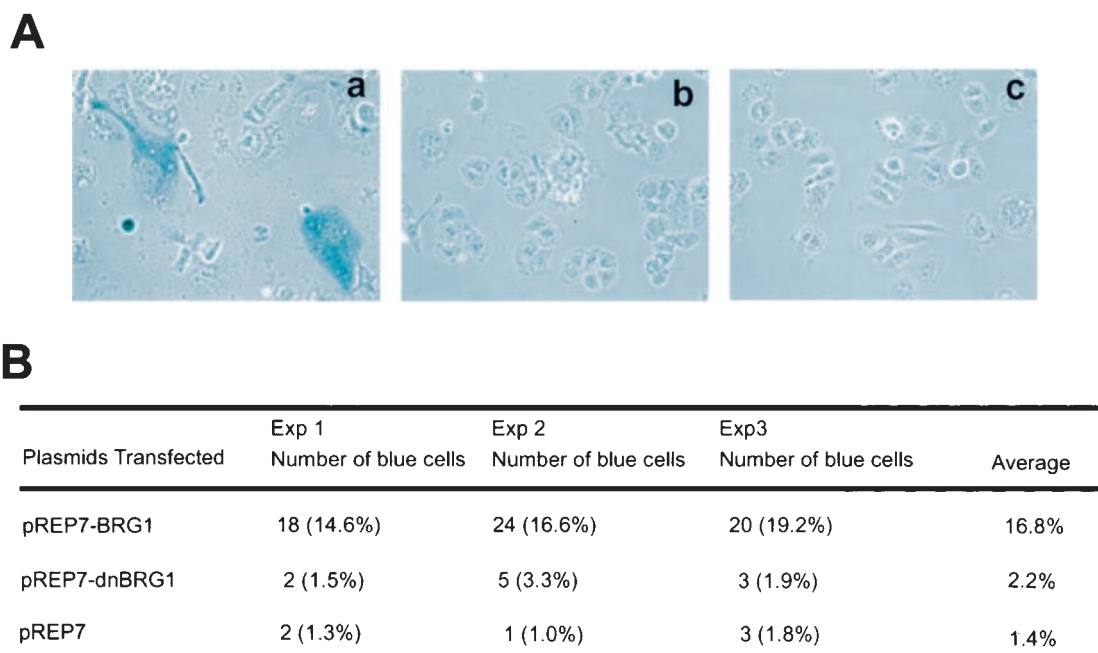 A
a
b
c
B
Exp 1
Exp 2
Exp3
Plasmids Transfected
Number of blue cells
Number of blue cells
Number of blue cells
Average
pREP7-BRG1
18 (14.6%)
24 (16.6%)
20 (19.2%)
16.8%
pREP7-dnBRG1
2 (1.5%)
5 (3.3%)
3 (1.9%)
2.2%
pREP7
2 (1.3%)
1 (1.0%)
3 (1.8%)
1.4%